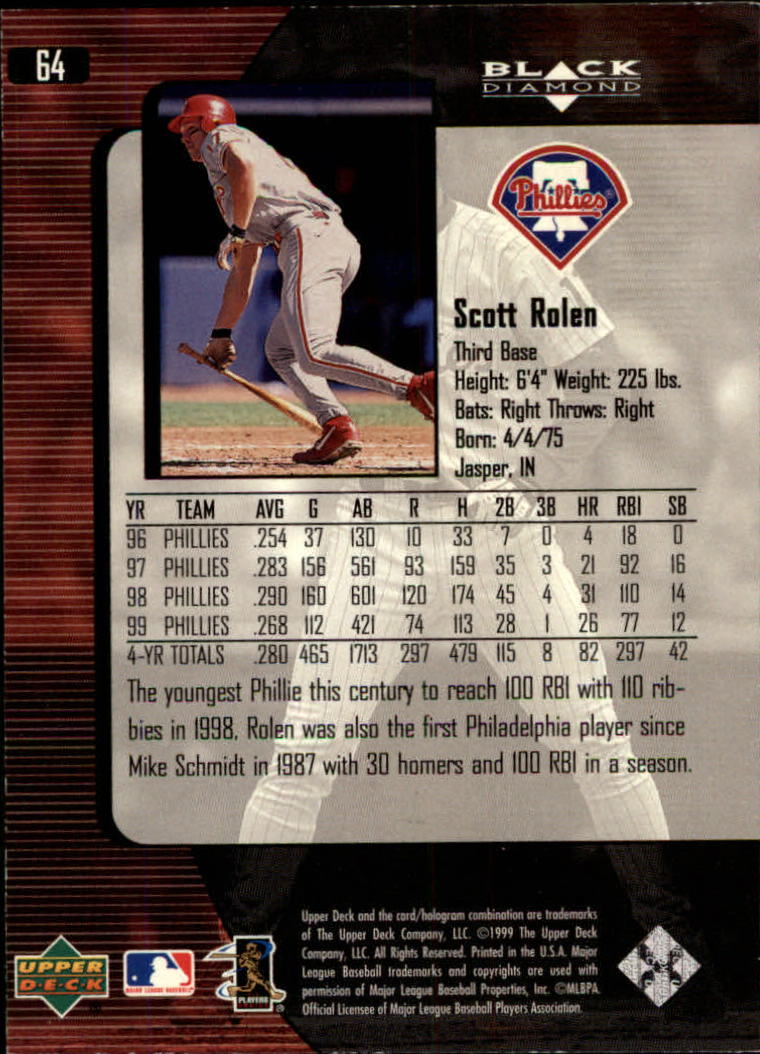 64
BLACK
DIAMOND
Phillies
Scott Rolen
Third Base
Height: 6'4" Weight: 225 lbs.
Bats: Right Throws: Right
Born: 4/4/75
Jasper, IN
YR TEAM AVG G AB R H 2B 3B HR RBI SB
96 PHILLIES .254 37 130 10 33 7 0 4 18 0
97 PHILLIES .283 156 561 93 159 35 3 21 92 16
98 PHILLIES .290 160 601 120 174 45 4 31 110 14
99 PHILLIES .268 112 421 74 113 28 1 26 77 12
4-YR TOTALS .280 465 1713 297 479 115 8 82 297 42
The youngest Phillie this century to reach 100 RBI with 110 rib-
bies in 1998, Rolen was also the first Philadelphia player since
Mike Schmidt in 1987 with 30 homers and 100 RBI in a season.
Upper Deck and the card/hologram combination are trademarks
of The Upper Deck Company, LLC. ©1999 The Upper Deck
Company, LLC. All Rights Reserved. Printed in the U.S.A. Major
League Baseball trademarks and copyrights are used with
permission of Major League Baseball Properties, Inc. ©MLBPA
Official Licensee of Major League Baseball Players Association.
UPPER
DECK
MAJOR LEAGUE BASEBALL
PLAYERS